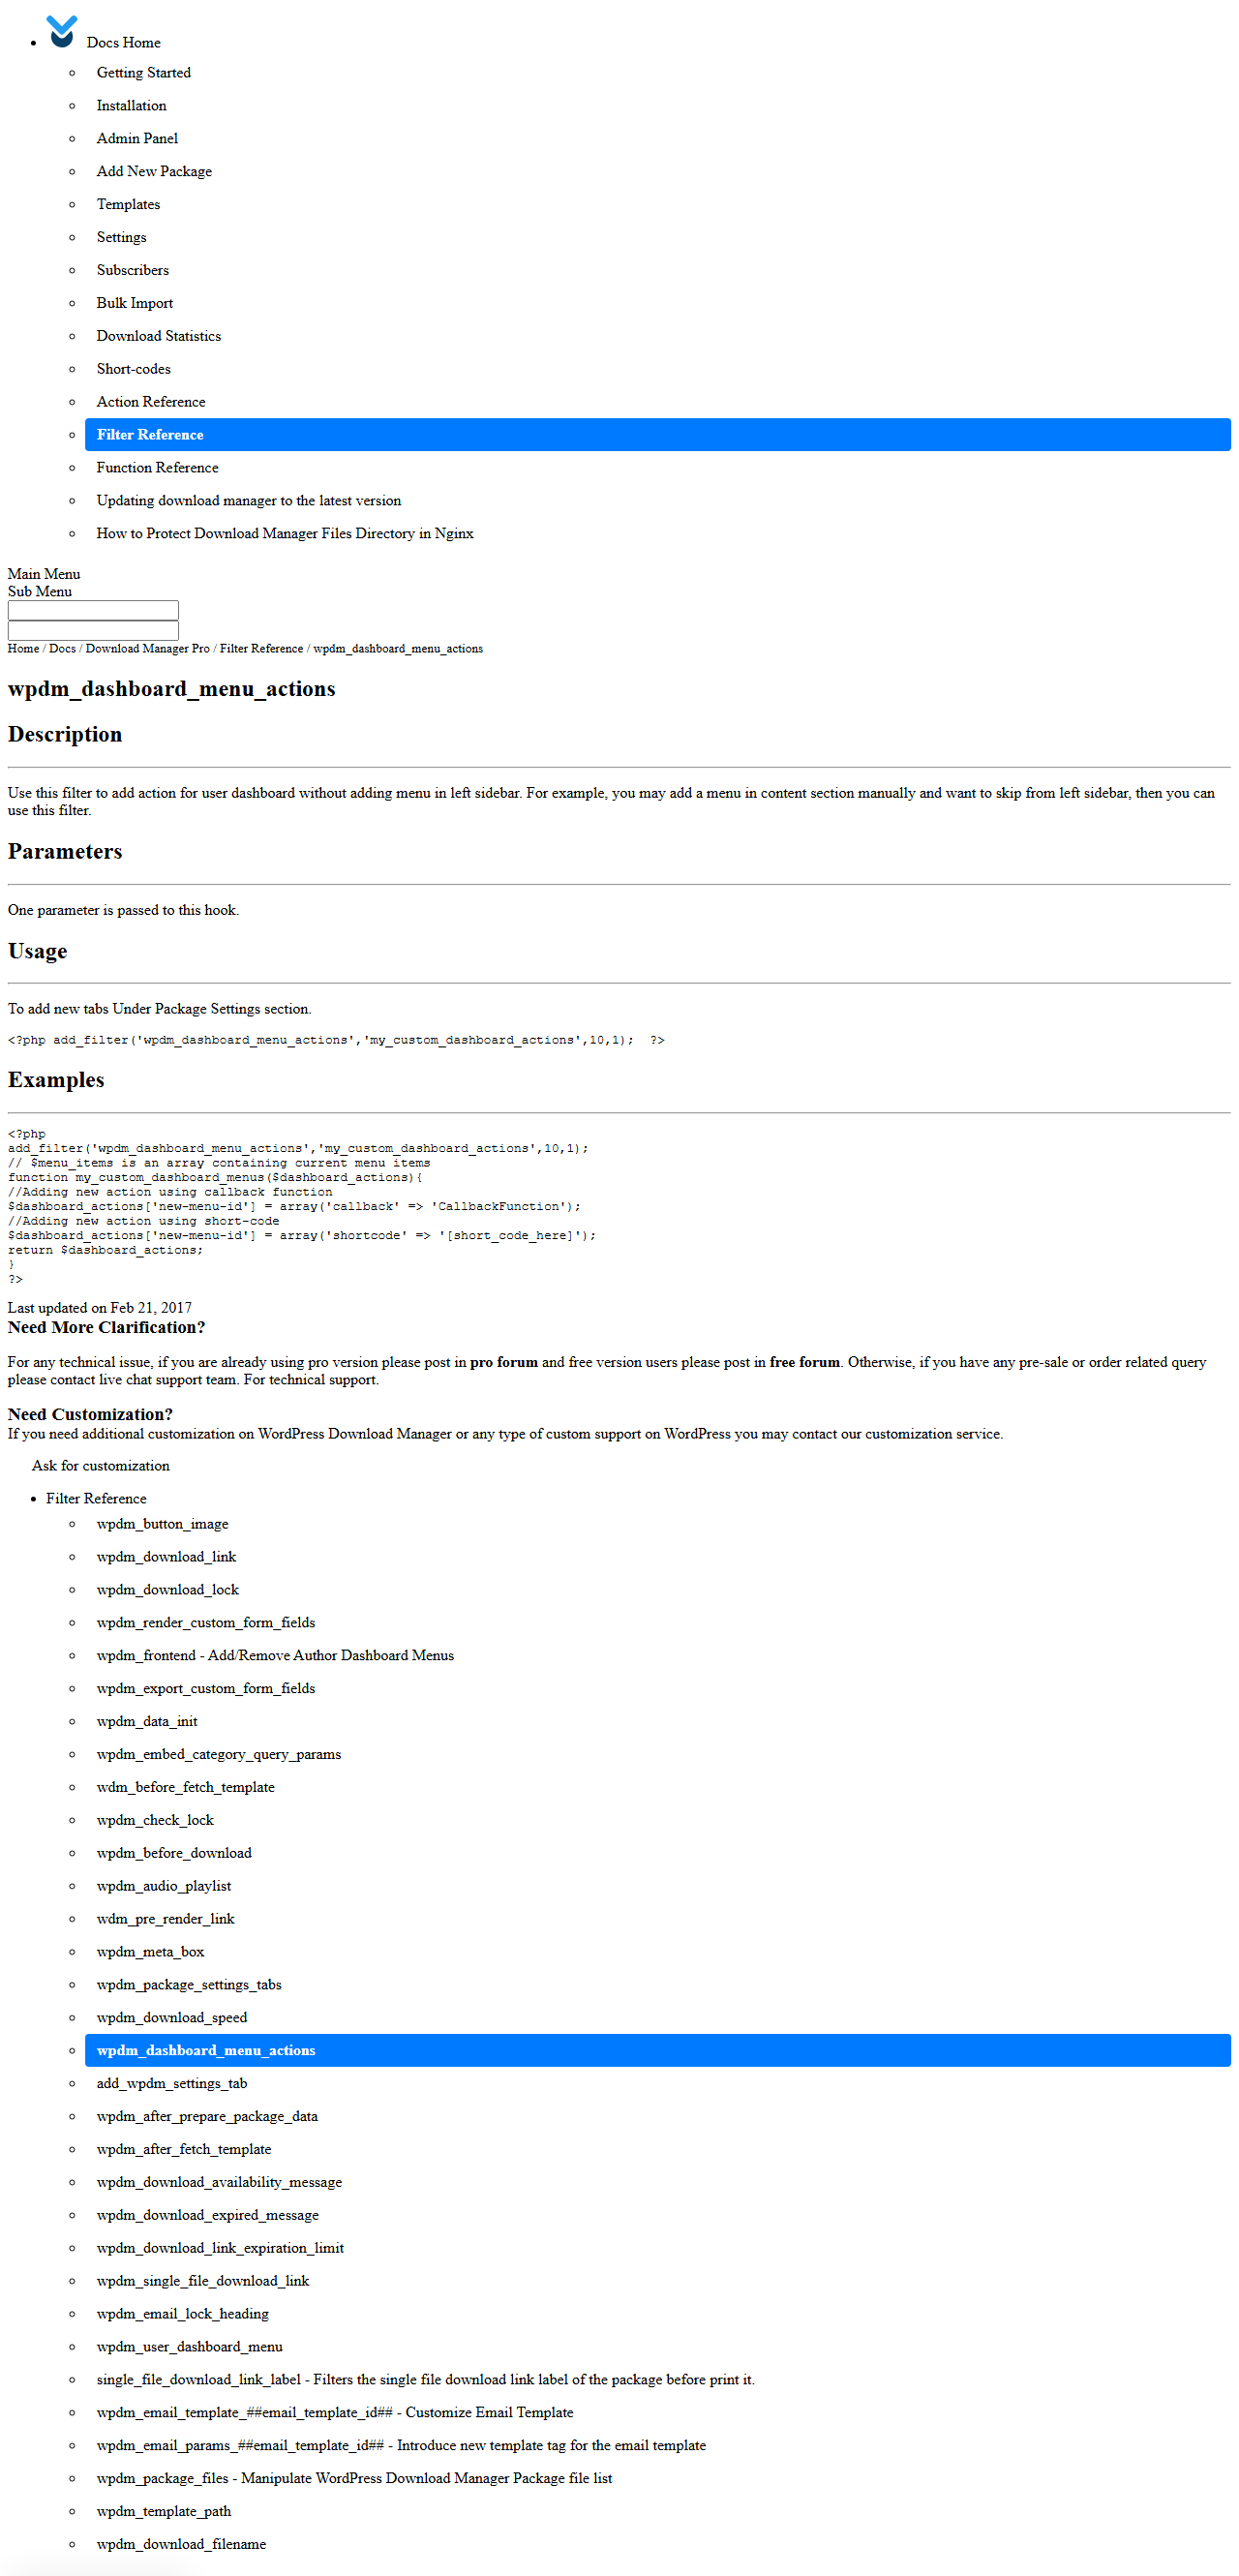 Docs Home
Getting Started
Installation
Admin Panel
Add New Package
Templates
Settings
Subscribers
Bulk Import
Download Statistics
Short-codes
Action Reference
Filter Reference
Function Reference
Updating download manager to the latest version
How to Protect Download Manager Files Directory in Nginx
Main Menu
Sub Menu
Home / Docs / Download Manager Pro / Filter Reference / wpdm_dashboard_menu_actions
wpdm_dashboard_menu_actions
Description
Use this filter to add action for user dashboard without adding menu in left sidebar. For example, you may add a menu in content section manually and want to skip from left sidebar, then you can
use this filter.
Parameters
One parameter is passed to this hook.
Usage
To add new tabs Under Package Settings section.
<?php add_filter('wpdm_dashboard_menu_actions','my_custom_dashboard_actions',10,1);  ?>
Examples
<?php
add_filter('wpdm_dashboard_menu_actions','my_custom_dashboard_actions',10,1);
// $menu_items is an array containing current menu items
function my_custom_dashboard_menus($dashboard_actions){
//Adding new action using callback function
$dashboard_actions['new-menu-id'] = array('callback' => 'CallbackFunction');
//Adding new action using short-code
$dashboard_actions['new-menu-id'] = array('shortcode' => '[short_code_here]');
return $dashboard_actions;
}
?>
Last updated on Feb 21, 2017
Need More Clarification?
For any technical issue, if you are already using pro version please post in pro forum and free version users please post in free forum. Otherwise, if you have any pre-sale or order related query
please contact live chat support team. For technical support.
Need Customization?
If you need additional customization on WordPress Download Manager or any type of custom support on WordPress you may contact our customization service.
Ask for customization
Filter Reference
wpdm_button_image
wpdm_download_link
wpdm_download_lock
wpdm_render_custom_form_fields
wpdm_frontend - Add/Remove Author Dashboard Menus
wpdm_export_custom_form_fields
wpdm_data_init
wpdm_embed_category_query_params
wdm_before_fetch_template
wpdm_check_lock
wpdm_before_download
wpdm_audio_playlist
wdm_pre_render_link
wpdm_meta_box
wpdm_package_settings_tabs
wpdm_download_speed
wpdm_dashboard_menu_actions
add_wpdm_settings_tab
wpdm_after_prepare_package_data
wpdm_after_fetch_template
wpdm_download_availability_message
wpdm_download_expired_message
wpdm_download_link_expiration_limit
wpdm_single_file_download_link
wpdm_email_lock_heading
wpdm_user_dashboard_menu
single_file_download_link_label - Filters the single file download link label of the package before print it.
wpdm_email_template_##email_template_id## - Customize Email Template
wpdm_email_params_##email_template_id## - Introduce new template tag for the email template
wpdm_package_files - Manipulate WordPress Download Manager Package file list
wpdm_template_path
wpdm_download_filename